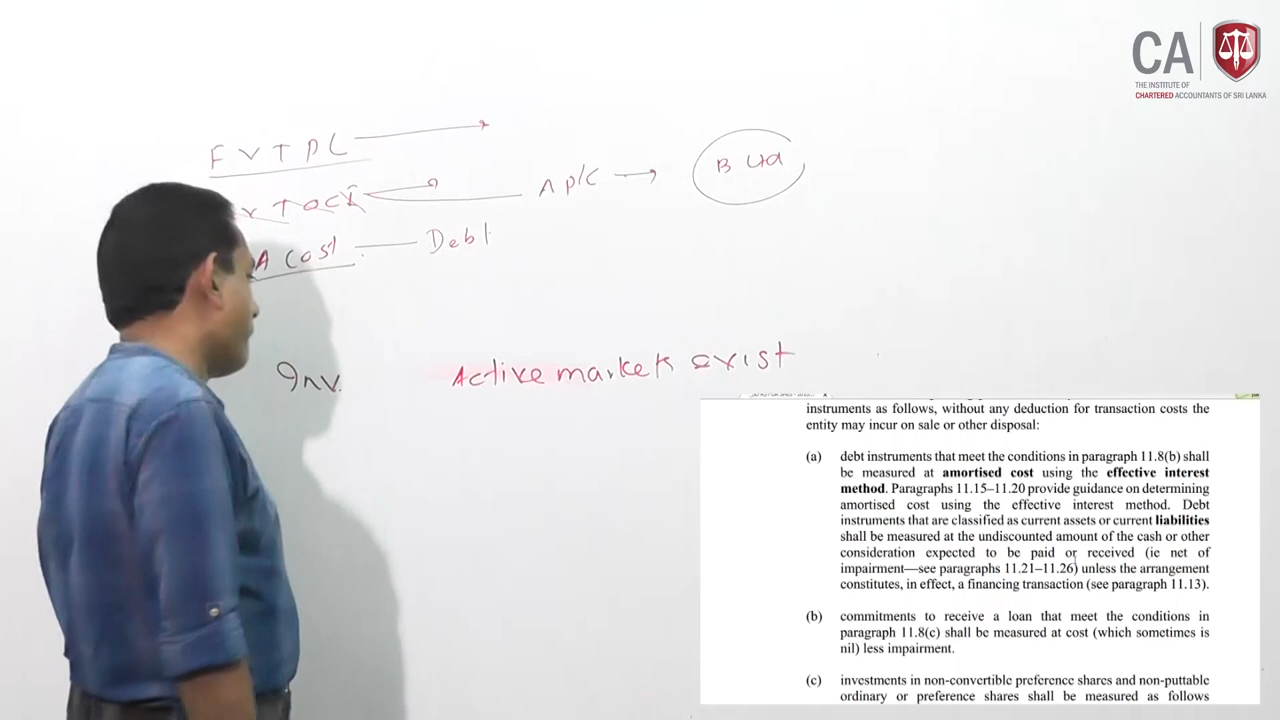 CA
THE INSTITUTE OF
CHARTERED ACCOUNTANTS OF SRI LANKA
FVTPL
A PLC
B Ltd
A Cost Debt
Inv.
Active markets exist
instruments as follows, without any deduction for transaction costs the
entity may incur on sale or other disposal:
(a) debt instruments that meet the conditions in paragraph 11.8(b) shall
be measured at amortised cost using the effective interest
method. Paragraphs 11.15–11.20 provide guidance on determining
amortised cost using the effective interest method. Debt
instruments that are classified as current assets or current liabilities
shall be measured at the undiscounted amount of the cash or other
consideration expected to be paid or received (ie net of
impairment—see paragraphs 11.21–11.26) unless the arrangement
constitutes, in effect, a financing transaction (see paragraph 11.13).
(b) commitments to receive a loan that meet the conditions in
paragraph 11.8(c) shall be measured at cost (which sometimes is
nil) less impairment.
(c) investments in non-convertible preference shares and non-puttable
ordinary or preference shares shall be measured as follows